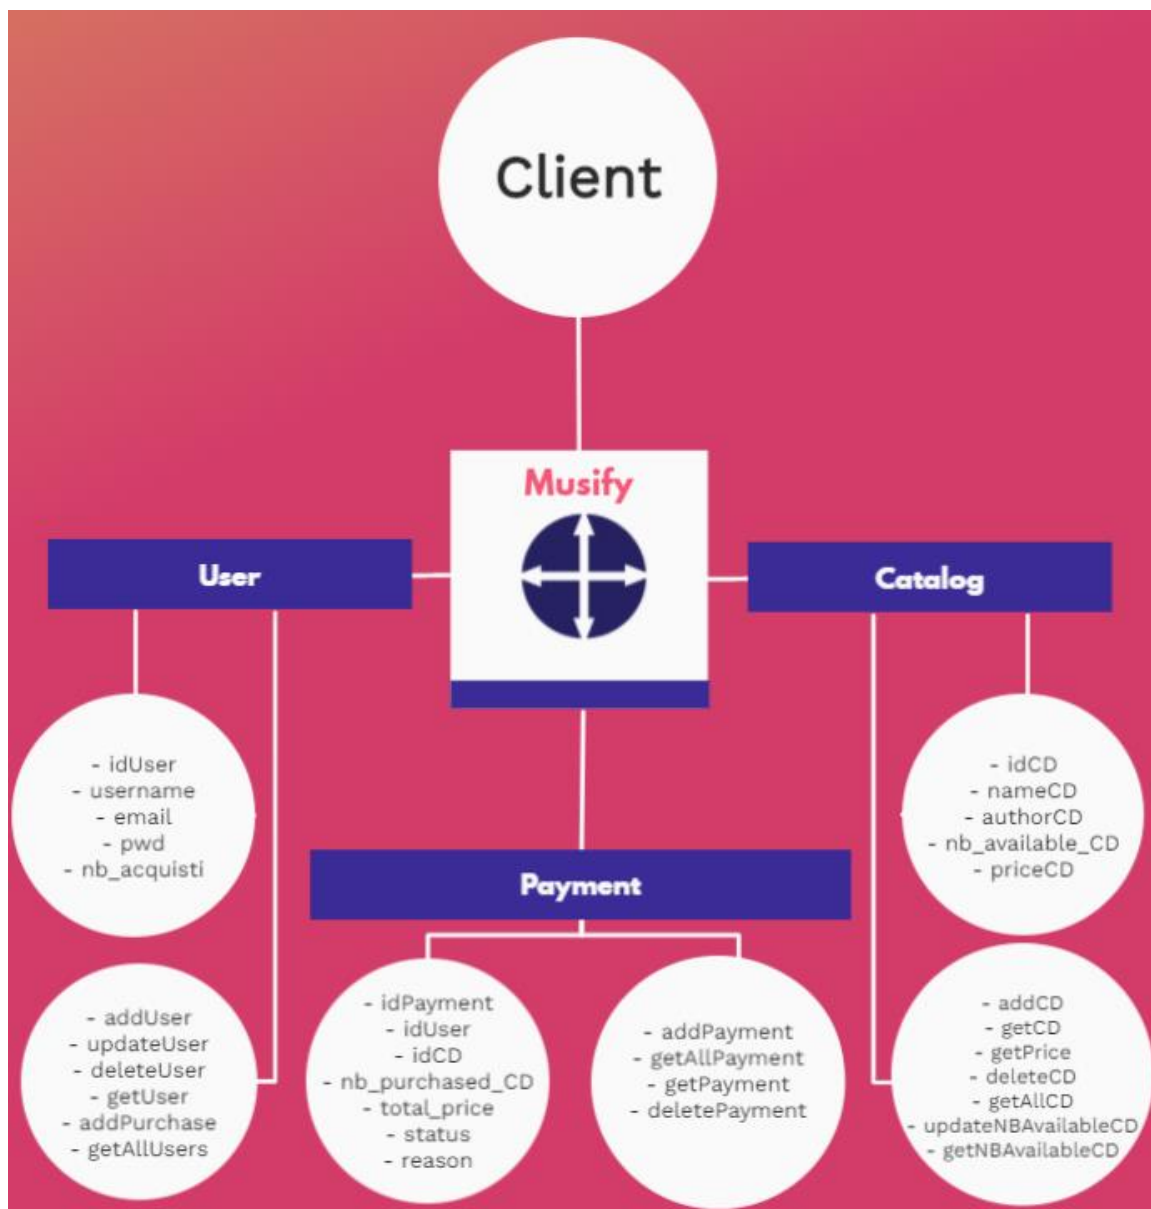 Client
Musify
User
Catalog
- idUser
- username
- email
- pwd
- nb_acquisti
- idCD
- nameCD
- authorCD
- nb_available_CD
- priceCD
Payment
- addUser
- updateUser
- deleteUser
- getUser
- addPurchase
- getAllUsers
- idPayment
- idUser
- idCD
- nb_purchased_CD
- total_price
- status
- reason
- addPayment
- getAllPayment
- getPayment
- deletePayment
- addCD
- getCD
- getPrice
- deleteCD
- getAllCD
- updateNBAvailableCD
- getNBAvailableCD